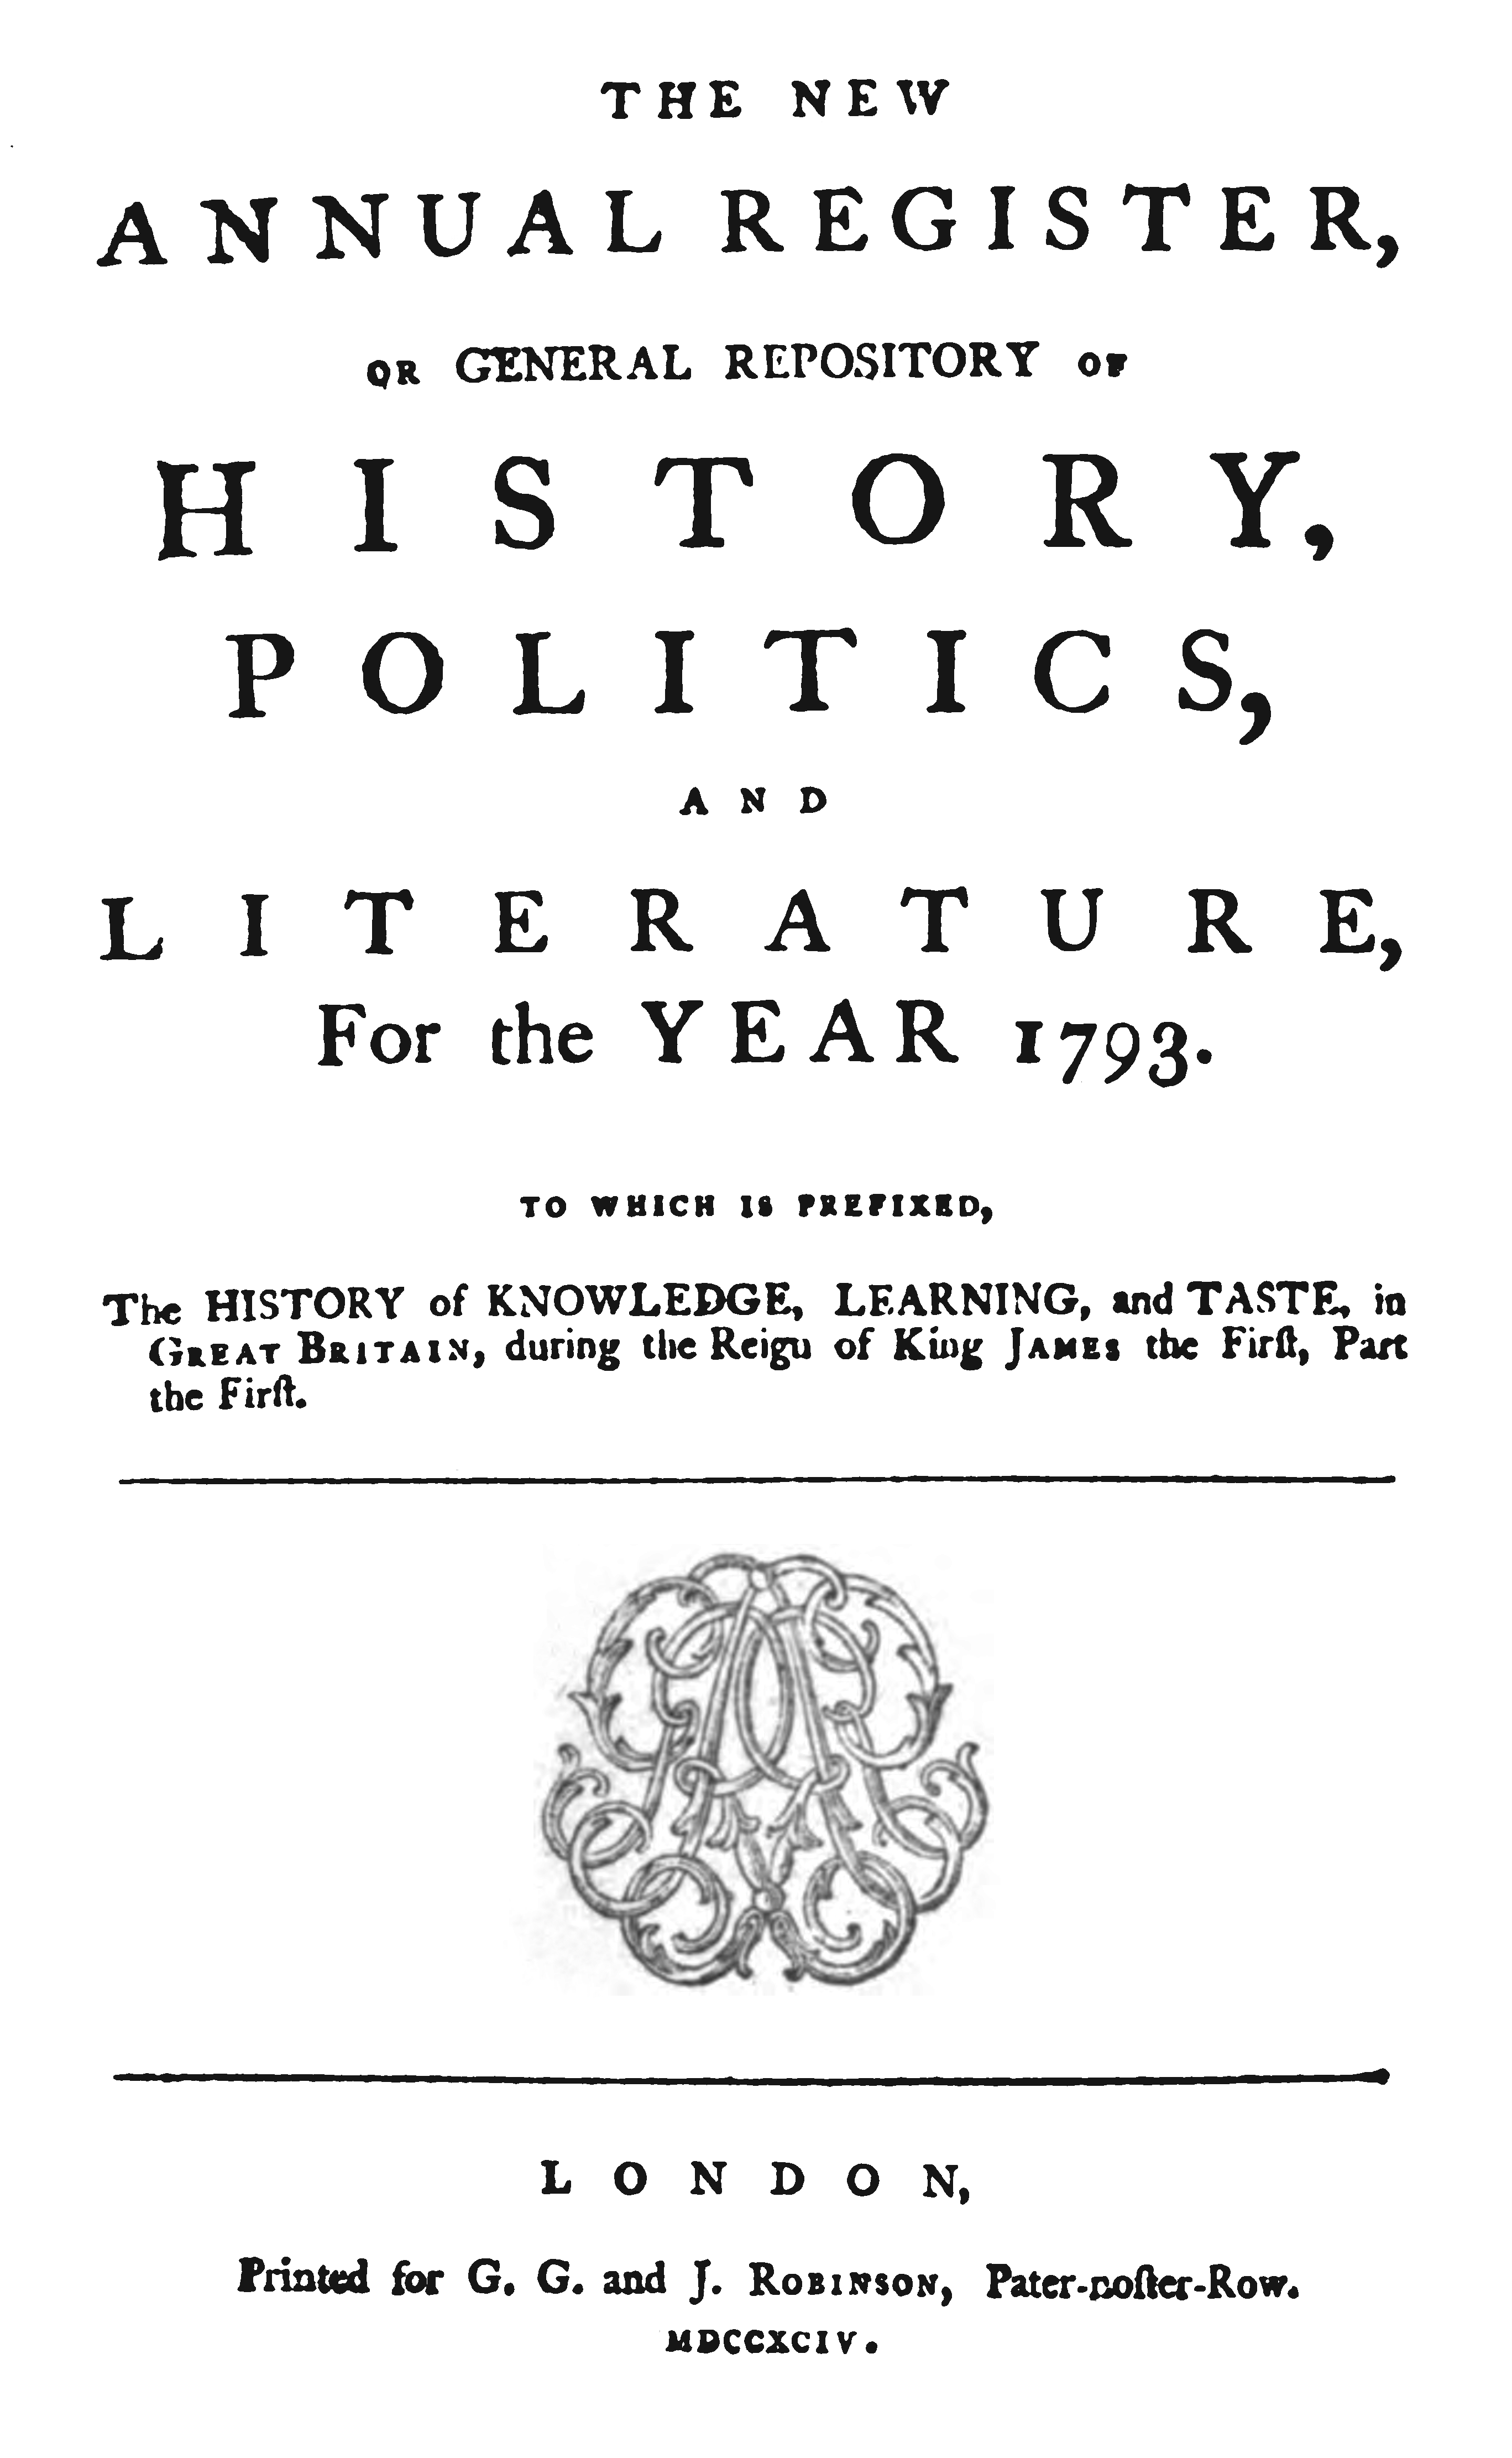 THE NEW
ANNUAL REGISTER,
OR GENERAL REPOSITORY OF
HISTORY,
POLITICS,
AND
LITERATURE,
For the YEAR 1793.
TO WHICH IS PREFIXED,
The HISTORY of KNOWLEDGE, LEARNING, and TASTE, in
GREAT BRITAIN, during the Reign of King JAMES the Firſt, Part
the Firſt.
LONDON,
Printed for G. G. and J. ROBINSON, Pater-noſter-Row.
MDCCXCIV.